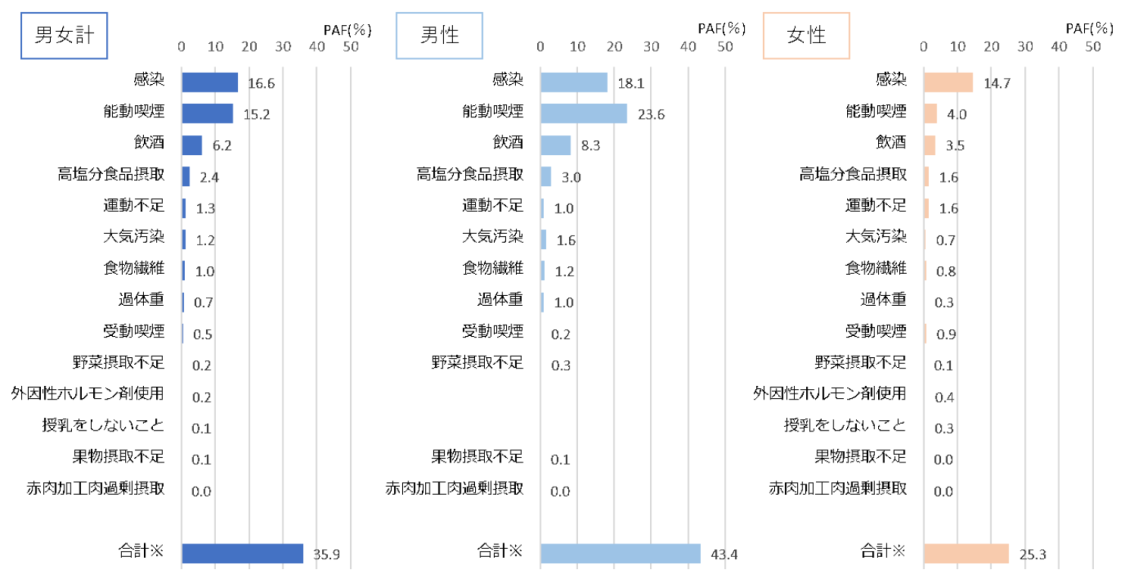 男女計
PAF(%)
0 10 20 30 40 50
感染 16.6
能動喫煙 15.2
飲酒 6.2
高塩分食品摂取 2.4
運動不足 1.3
大気汚染 1.2
食物繊維 1.0
過体重 0.7
受動喫煙 0.5
野菜摂取不足 0.2
外因性ホルモン剤使用 0.2
授乳をしないこと 0.1
果物摂取不足 0.1
赤肉加工肉過剰摂取 0.0
合計※ 35.9
男性
PAF(%)
0 10 20 30 40 50
感染 18.1
能動喫煙 23.6
飲酒 8.3
高塩分食品摂取 3.0
運動不足 1.0
大気汚染 1.6
食物繊維 1.2
過体重 1.0
受動喫煙 0.2
野菜摂取不足 0.3
果物摂取不足 0.1
赤肉加工肉過剰摂取 0.0
合計※ 43.4
女性
PAF(%)
0 10 20 30 40 50
感染 14.7
能動喫煙 4.0
飲酒 3.5
高塩分食品摂取 1.6
運動不足 1.6
大気汚染 0.7
食物繊維 0.8
過体重 0.3
受動喫煙 0.9
野菜摂取不足 0.1
外因性ホルモン剤使用 0.4
授乳をしないこと 0.3
果物摂取不足 0.0
赤肉加工肉過剰摂取 0.0
合計※ 25.3